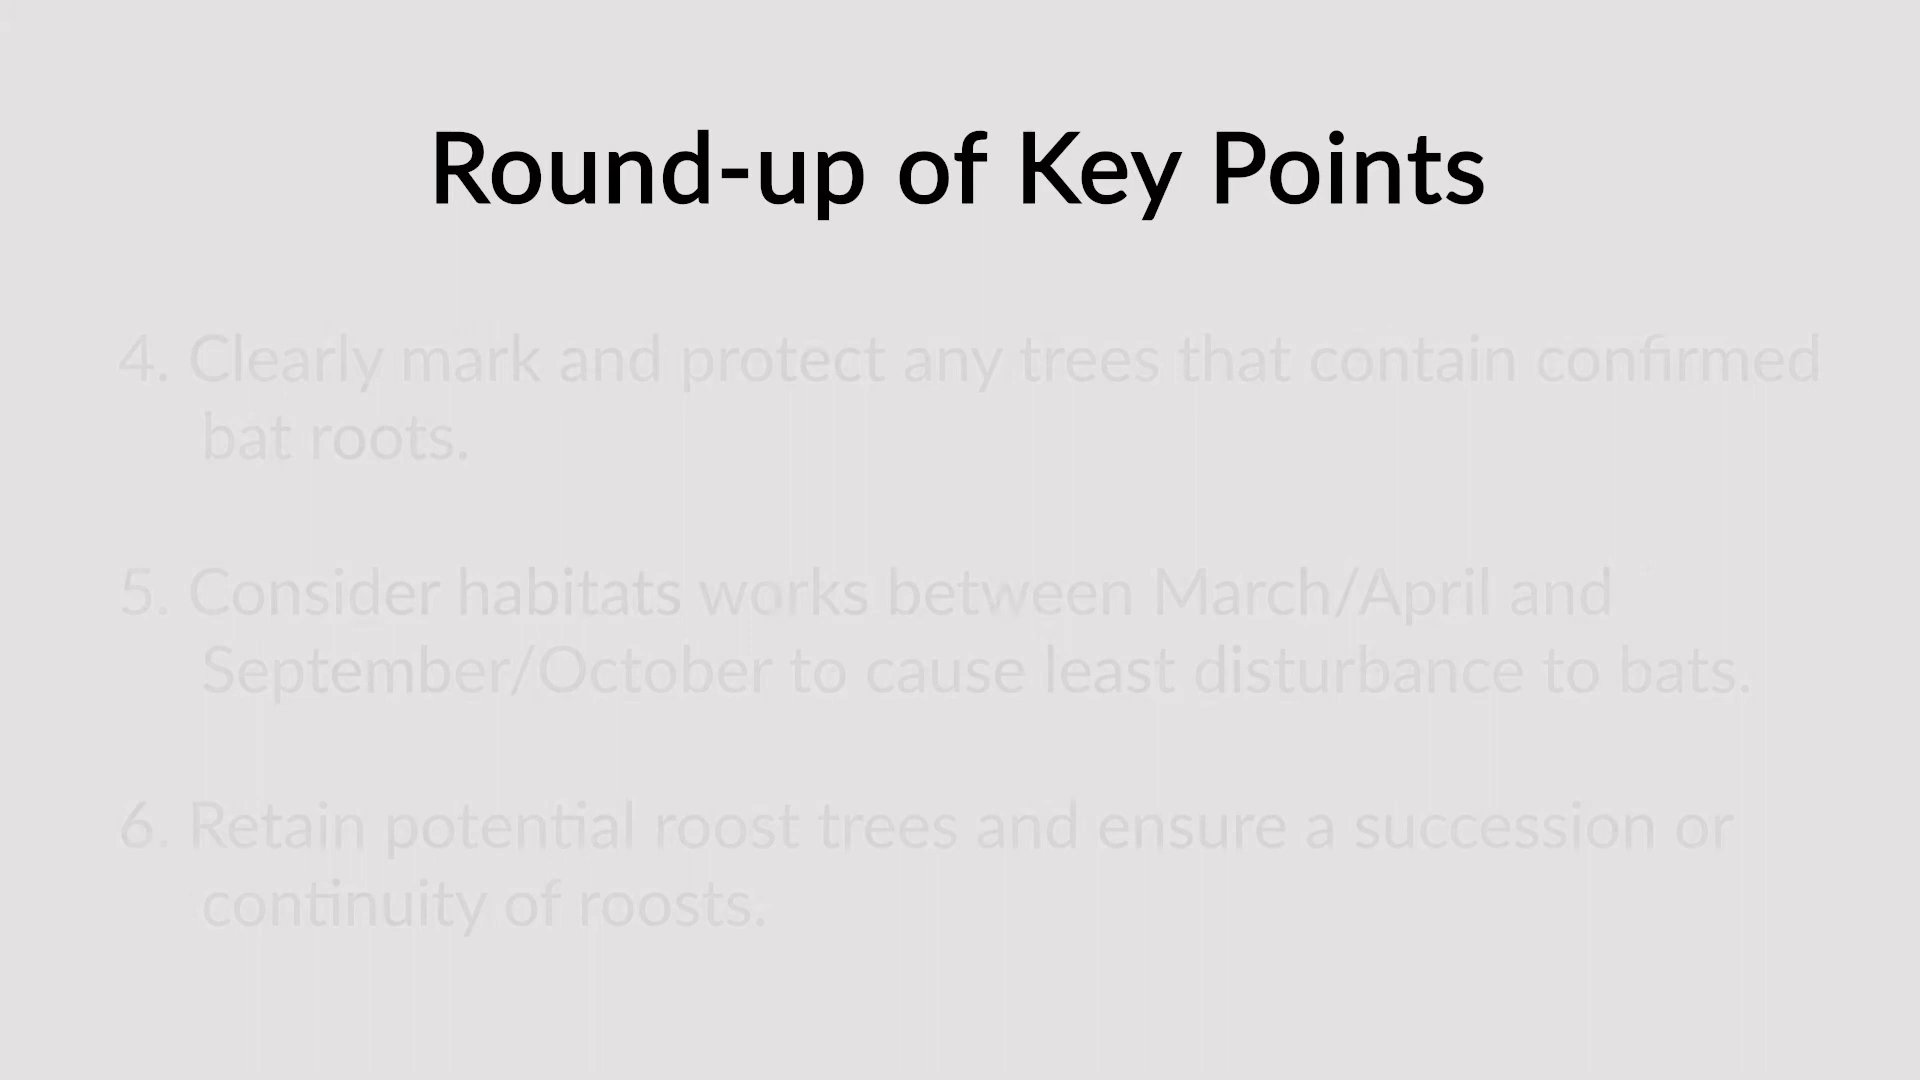 Round-up of Key Points
4. Clearly mark and protect any trees that contain confirmed
bat roots.
5. Consider habitats works between March/April and
September/October to cause least disturbance to bats.
6. Retain potential roost trees and ensure a succession or
continuity of roosts.